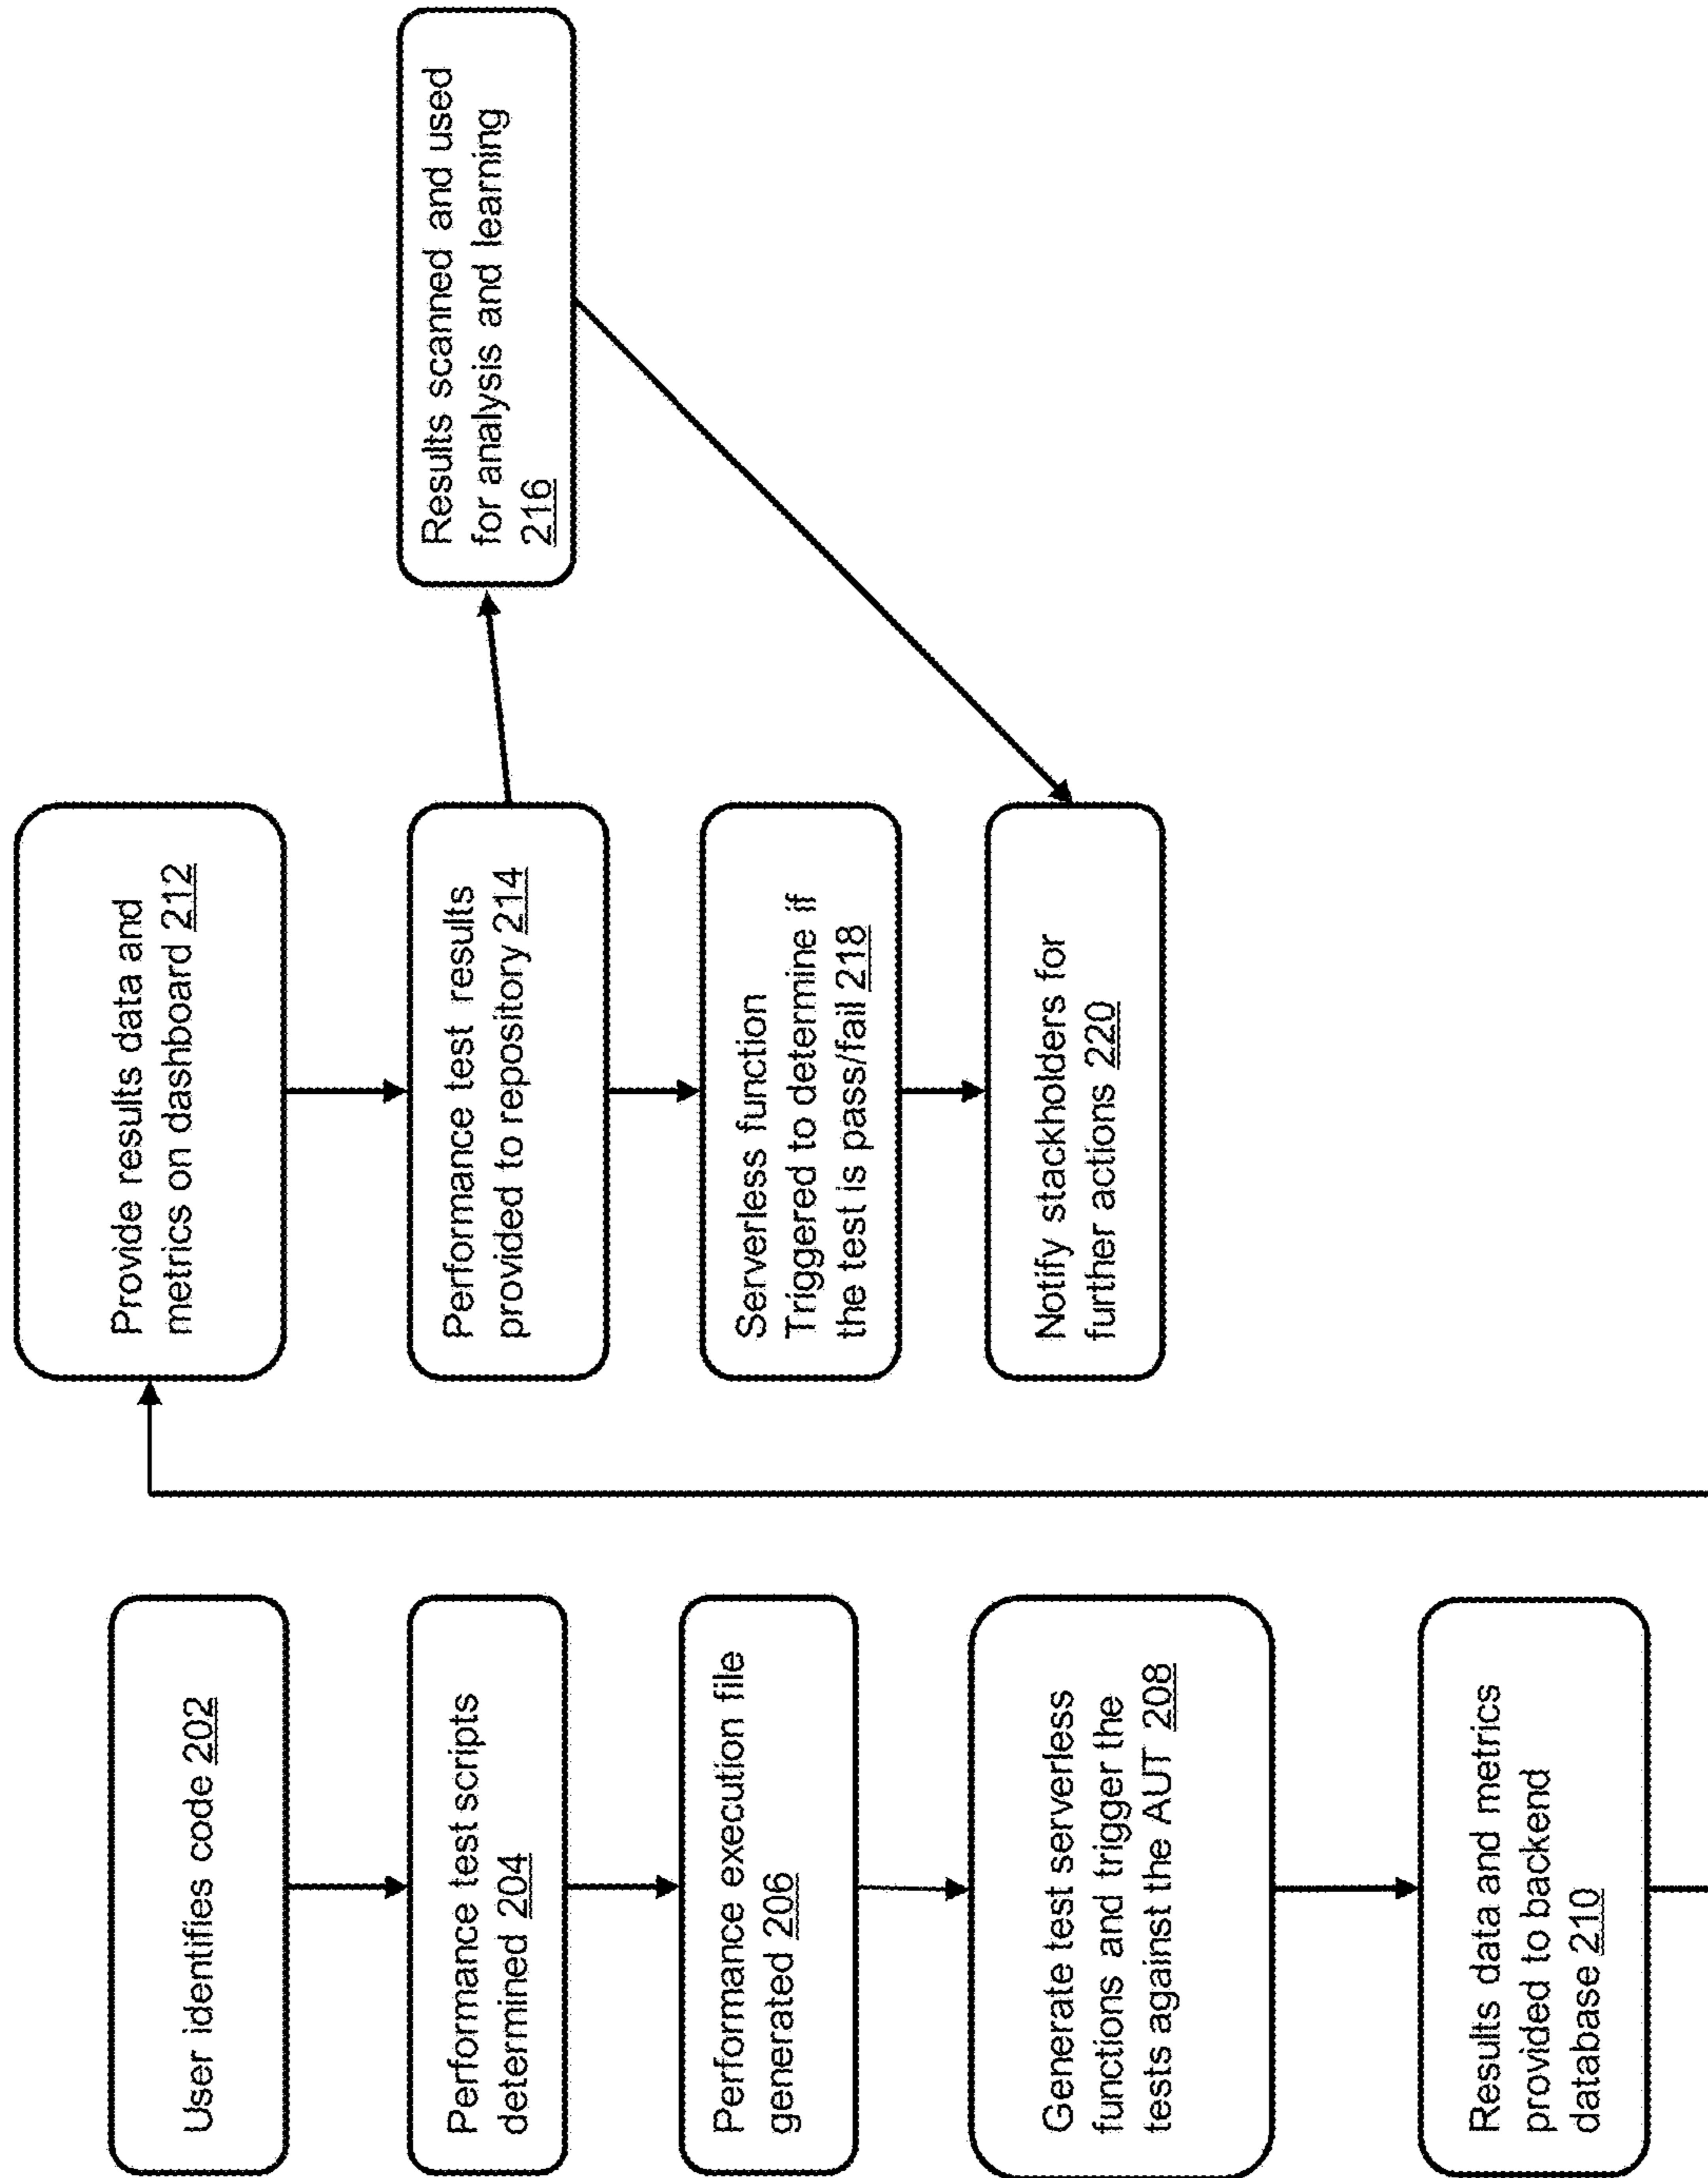 User identifies code 202
Performance test scripts
determined 204
Performance execution file
generated 206
Generate test serverless
functions and trigger the
tests against the AUT 208
Results data and metrics
provided to backend
database 210
Provide results data and
metrics on dashboard 212
Performance test results
provided to repository 214
Serverless function
Triggered to determine if
the test is pass/fail 218
Notify stackholders for
further actions 220
Results scanned and used
for analysis and learning
216